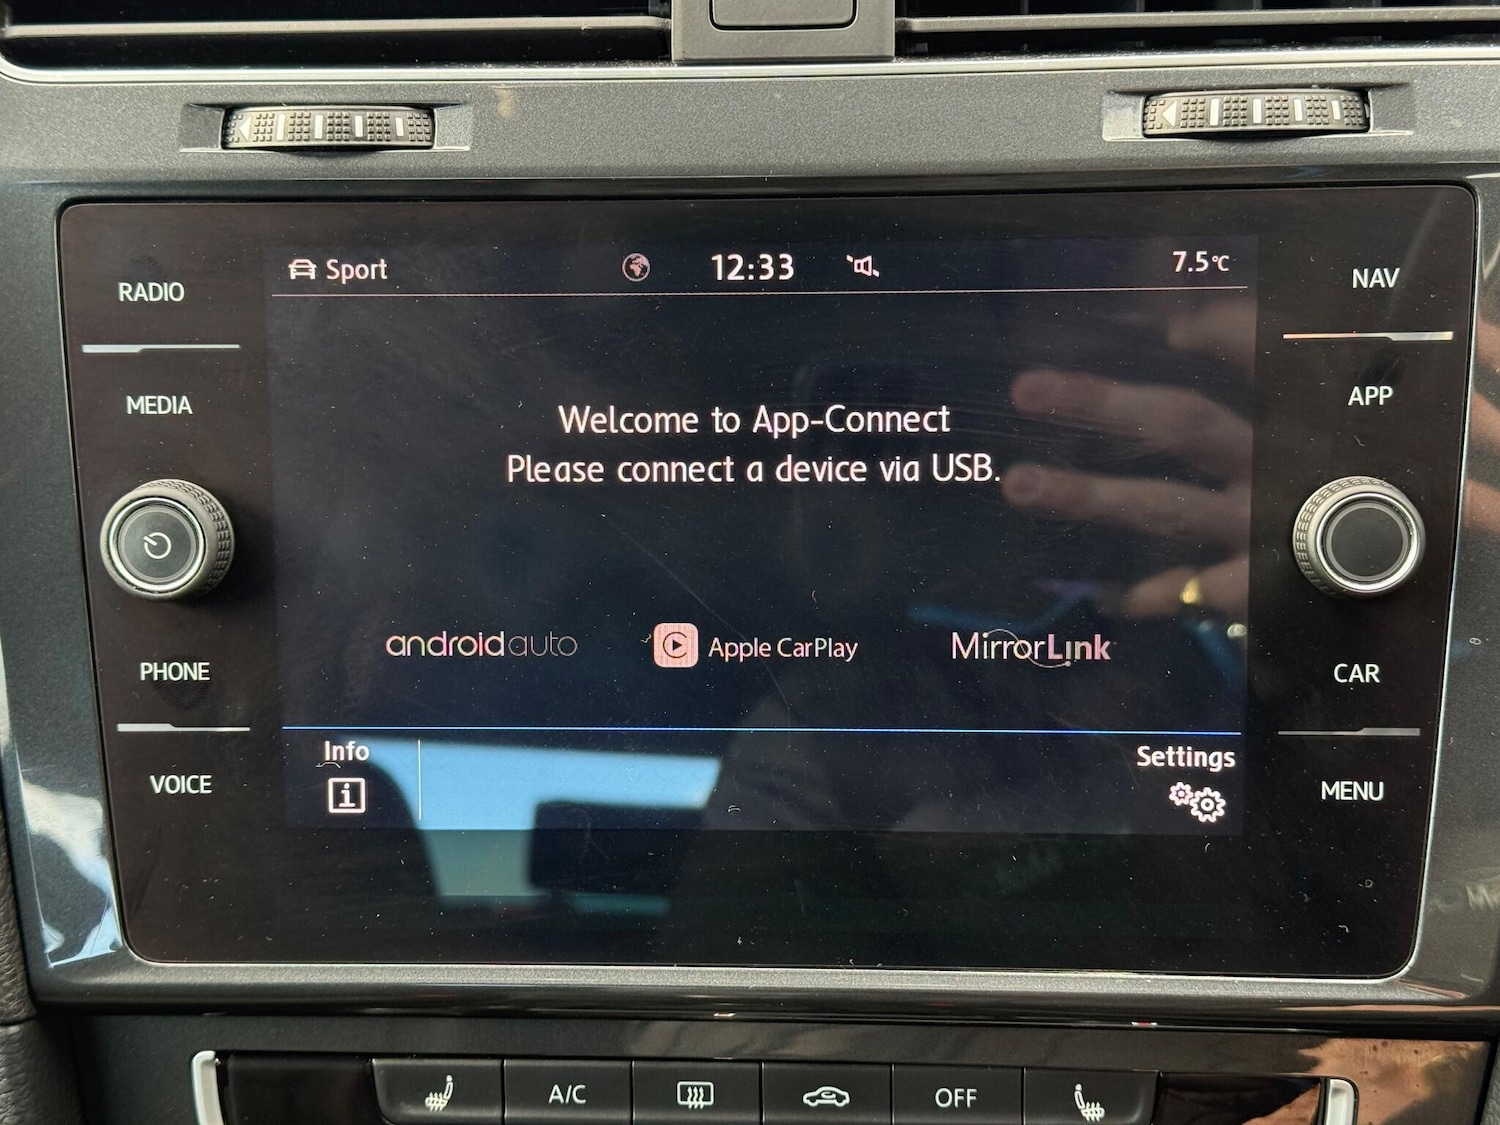 RADIO
MEDIA
PHONE
VOICE
Sport
12:33
7.5°C
Welcome to App-Connect
Please connect a device via USB.
androidauto
Apple CarPlay
MirrorLink
Info
i
Settings
NAV
APP
CAR
MENU
A/C
OFF